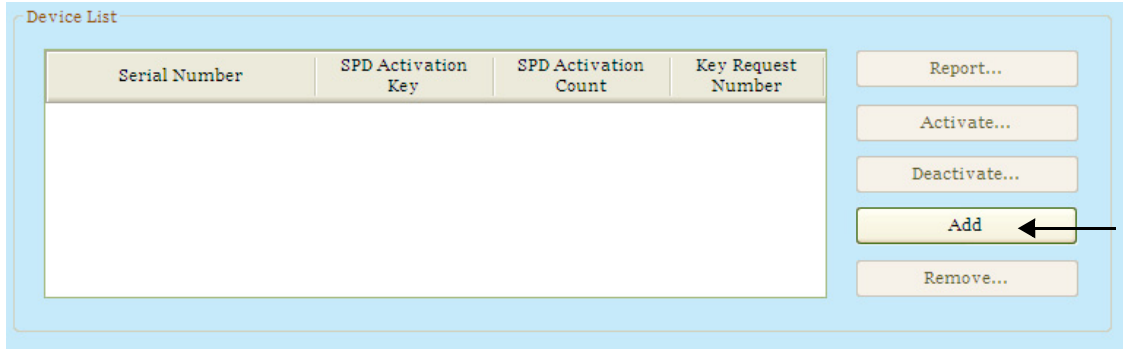 Device List
Serial Number
SPD Activation
Key
SPD Activation
Count
Key Request
Number
Report...
Activate...
Deactivate...
Add
Remove...